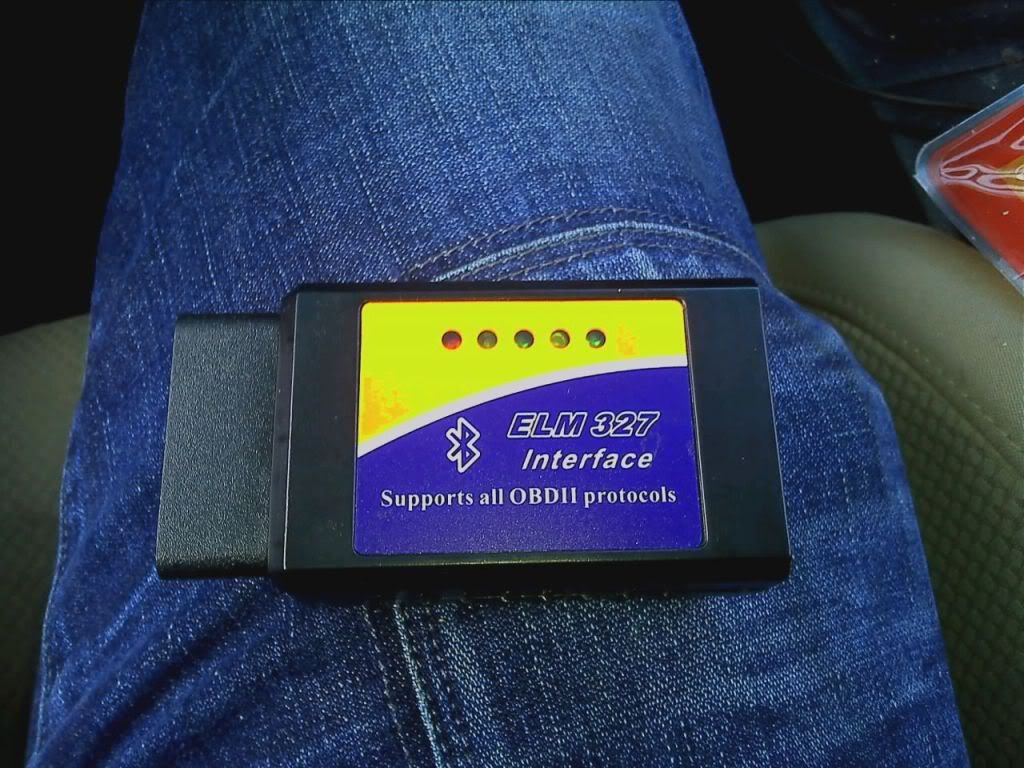 ELM 327
Interface
Supports all OBDII protocols